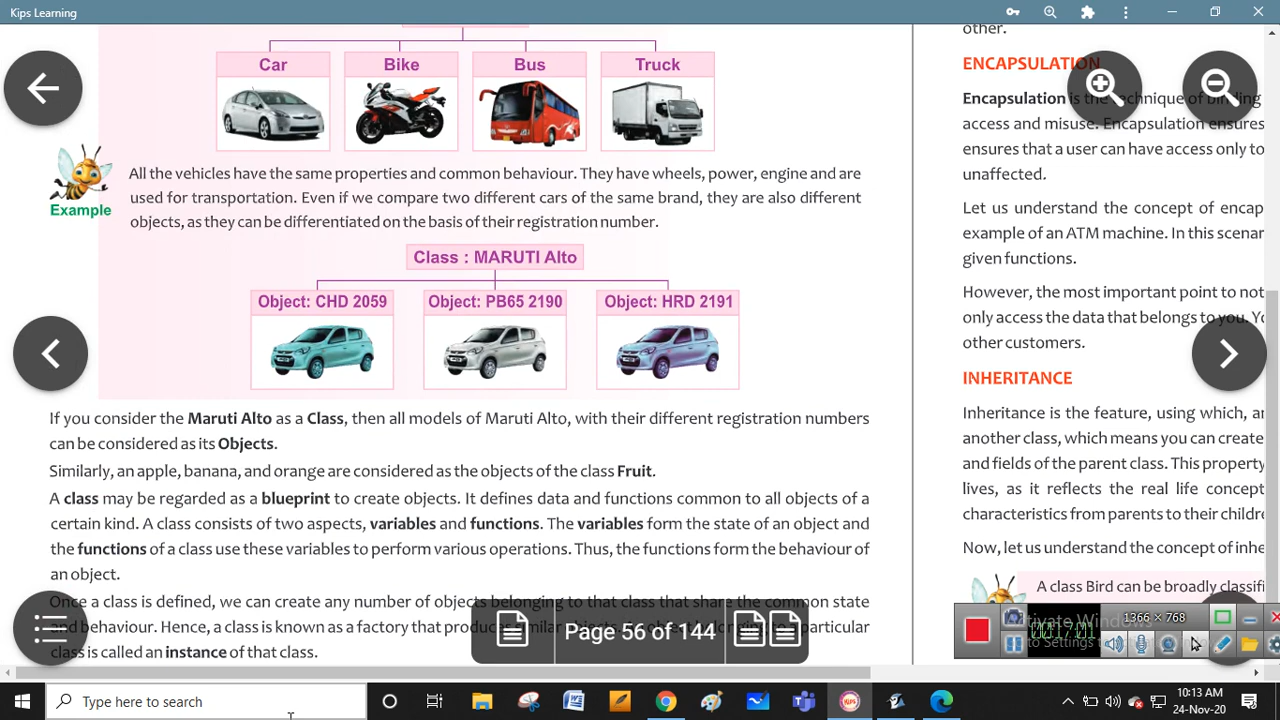 Kips Learning
Car
Bike
Bus
Truck
Example
All the vehicles have the same properties and common behaviour. They have wheels, power, engine and are
used for transportation. Even if we compare two different cars of the same brand, they are also different
objects, as they can be differentiated on the basis of their registration number.
Class : MARUTI Alto
Object: CHD 2059
Object: PB65 2190
Object: HRD 2191
If you consider the Maruti Alto as a Class, then all models of Maruti Alto, with their different registration numbers
can be considered as its Objects.
Similarly, an apple, banana, and orange are considered as the objects of the class Fruit.
A class may be regarded as a blueprint to create objects. It defines data and functions common to all objects of a
certain kind. A class consists of two aspects, variables and functions. The variables form the state of an object and
the functions of a class use these variables to perform various operations. Thus, the functions form the behaviour of
an object.
Once a class is defined, we can create any number of objects belonging to that class that share the common state
and behaviour. Hence, a class is known as a factory that produces similar objects. particular
class is called an instance of that class.
Page 56 of 144
other.
ENCAPSULATION
Encapsulation is the technique of binding
access and misuse. Encapsulation ensures
ensures that a user can have access only to
unaffected.
Let us understand the concept of encap
example of an ATM machine. In this scenar
given functions.
However, the most important point to not
only access the data that belongs to you. Yo
other customers.
INHERITANCE
Inheritance is the feature, using which, an
another class, which means you can create
and fields of the parent class. This property
lives, as it reflects the real life concept
characteristics from parents to their childre
Now, let us understand the concept of inhe
A class Bird can be broadly classifi
Activate Windows
to Settings to
1366 × 768
00:17:01
Type here to search
KIPS
10:13 AM
24-Nov-20